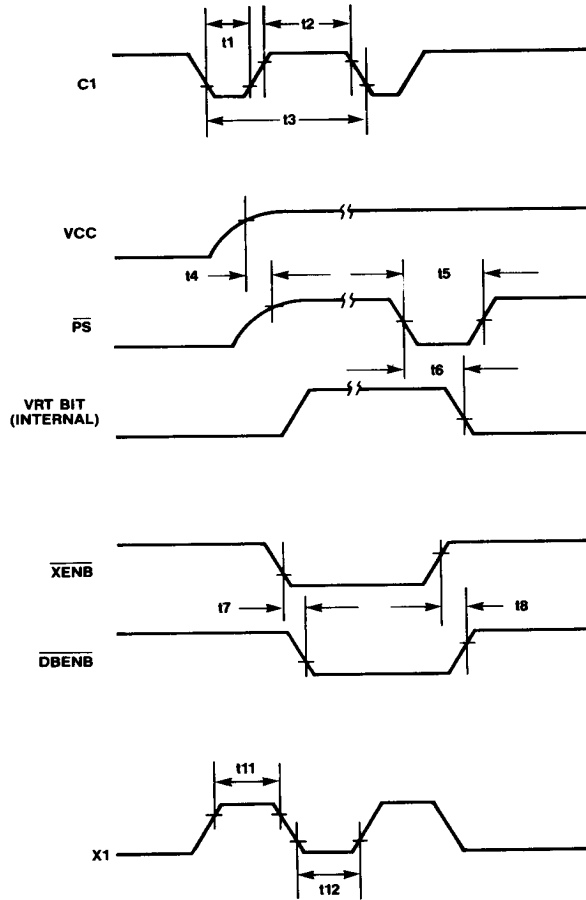 t1
t2
C1
t3
VCC
t4
t5
PS
t6
VRT BIT
(INTERNAL)
XENB
t7
t8
DBENB
t11
X1
t12